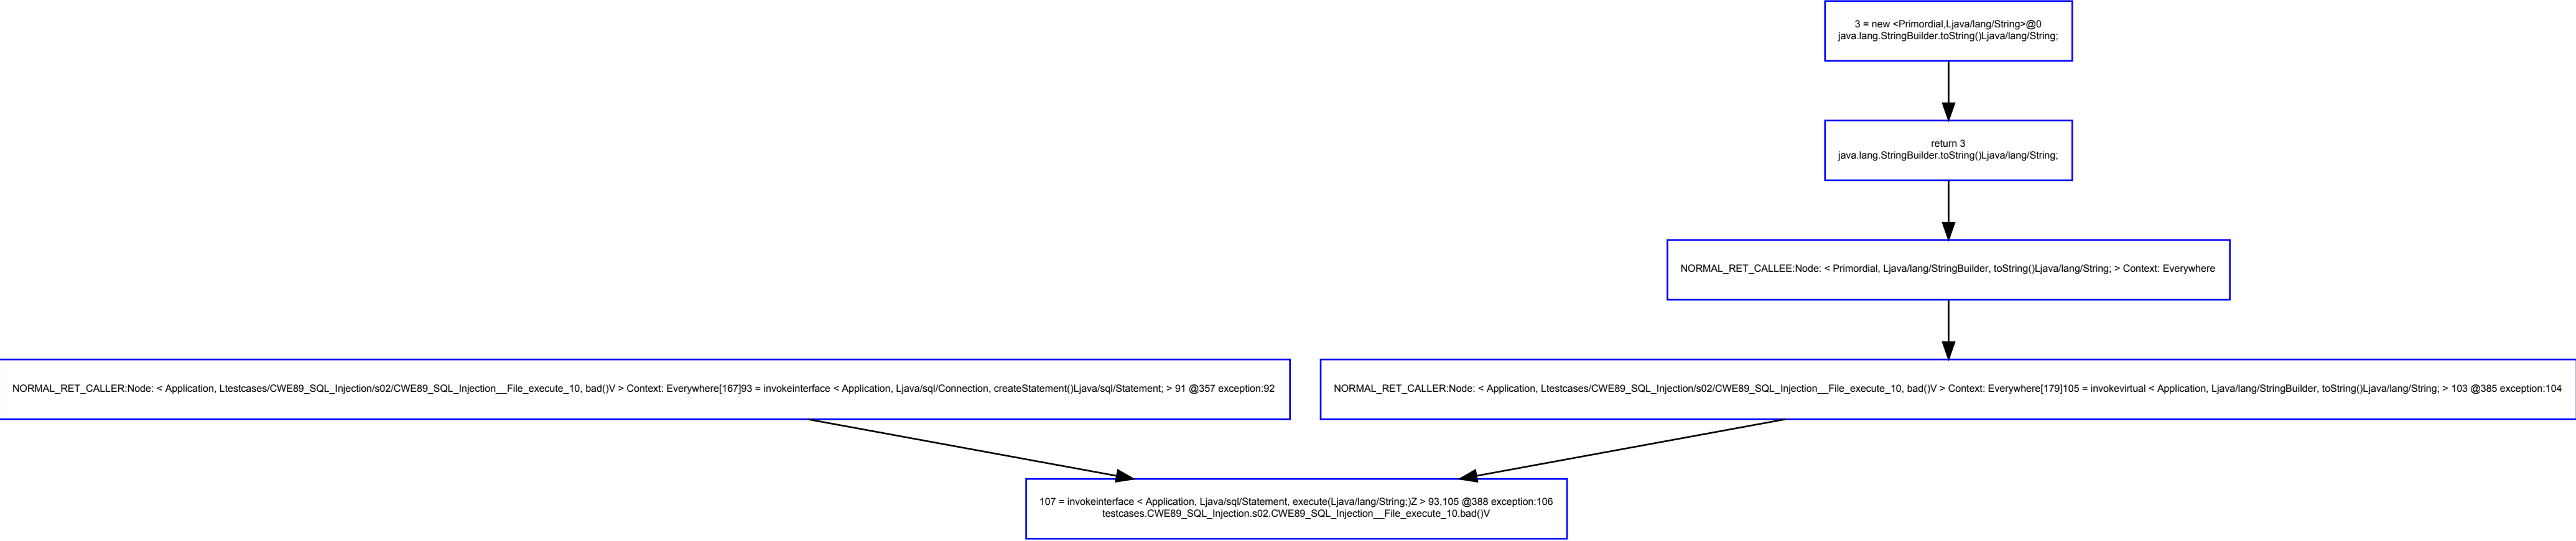 3 = new <Primordial,Ljava/lang/String>@0
java.lang.StringBuilder.toString()Ljava/lang/String;
return 3
java.lang.StringBuilder.toString()Ljava/lang/String;
NORMAL_RET_CALLEE:Node: < Primordial, Ljava/lang/StringBuilder, toString()Ljava/lang/String; > Context: Everywhere
NORMAL_RET_CALLER:Node: < Application, Ltestcases/CWE89_SQL_Injection/s02/CWE89_SQL_Injection__File_execute_10, bad()V > Context: Everywhere[167]93 = invokeinterface < Application, Ljava/sql/Connection, createStatement()Ljava/sql/Statement; > 91 @357 exception:92
NORMAL_RET_CALLER:Node: < Application, Ltestcases/CWE89_SQL_Injection/s02/CWE89_SQL_Injection__File_execute_10, bad()V > Context: Everywhere[179]105 = invokevirtual < Application, Ljava/lang/StringBuilder, toString()Ljava/lang/String; > 103 @385 exception:104
107 = invokeinterface < Application, Ljava/sql/Statement, execute(Ljava/lang/String;)Z > 93,105 @388 exception:106
testcases.CWE89_SQL_Injection.s02.CWE89_SQL_Injection__File_execute_10.bad()V